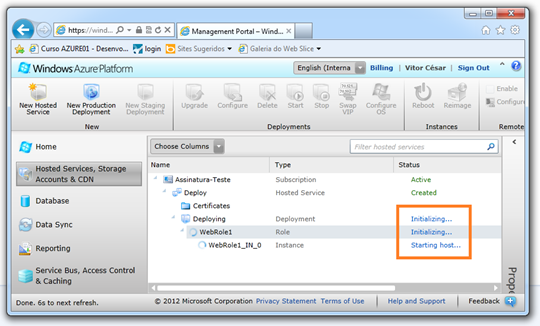 https://wind...
Management Portal – Wind...
Curso AZURE01 - Desenvo...
login
Sites Sugeridos
Galeria do Web Slice
Windows Azure Platform
English (Interna
Billing
Vitor César
Sign Out
New Hosted Service
New Production Deployment
New Staging Deployment
Upgrade
Configure
Delete
Start
Stop
Swap VIP
Configure OS
Reboot
Reimage
Enable
Configure
New
Deployments
Instances
Remote
Home
Hosted Services, Storage Accounts & CDN
Database
Data Sync
Reporting
Service Bus, Access Control & Caching
Choose Columns
Filter hosted services
Name Type Status
Assinatura-Teste Subscription Active
Deploy Hosted Service Created
Certificates
Deploying Deployment Initializing...
WebRole1 Role Initializing...
WebRole1_IN_0 Instance Starting host...
Prope
Done. 6s to next refresh.
© 2012 Microsoft Corporation Privacy Statement Terms of Use
Help and Support
Feedback